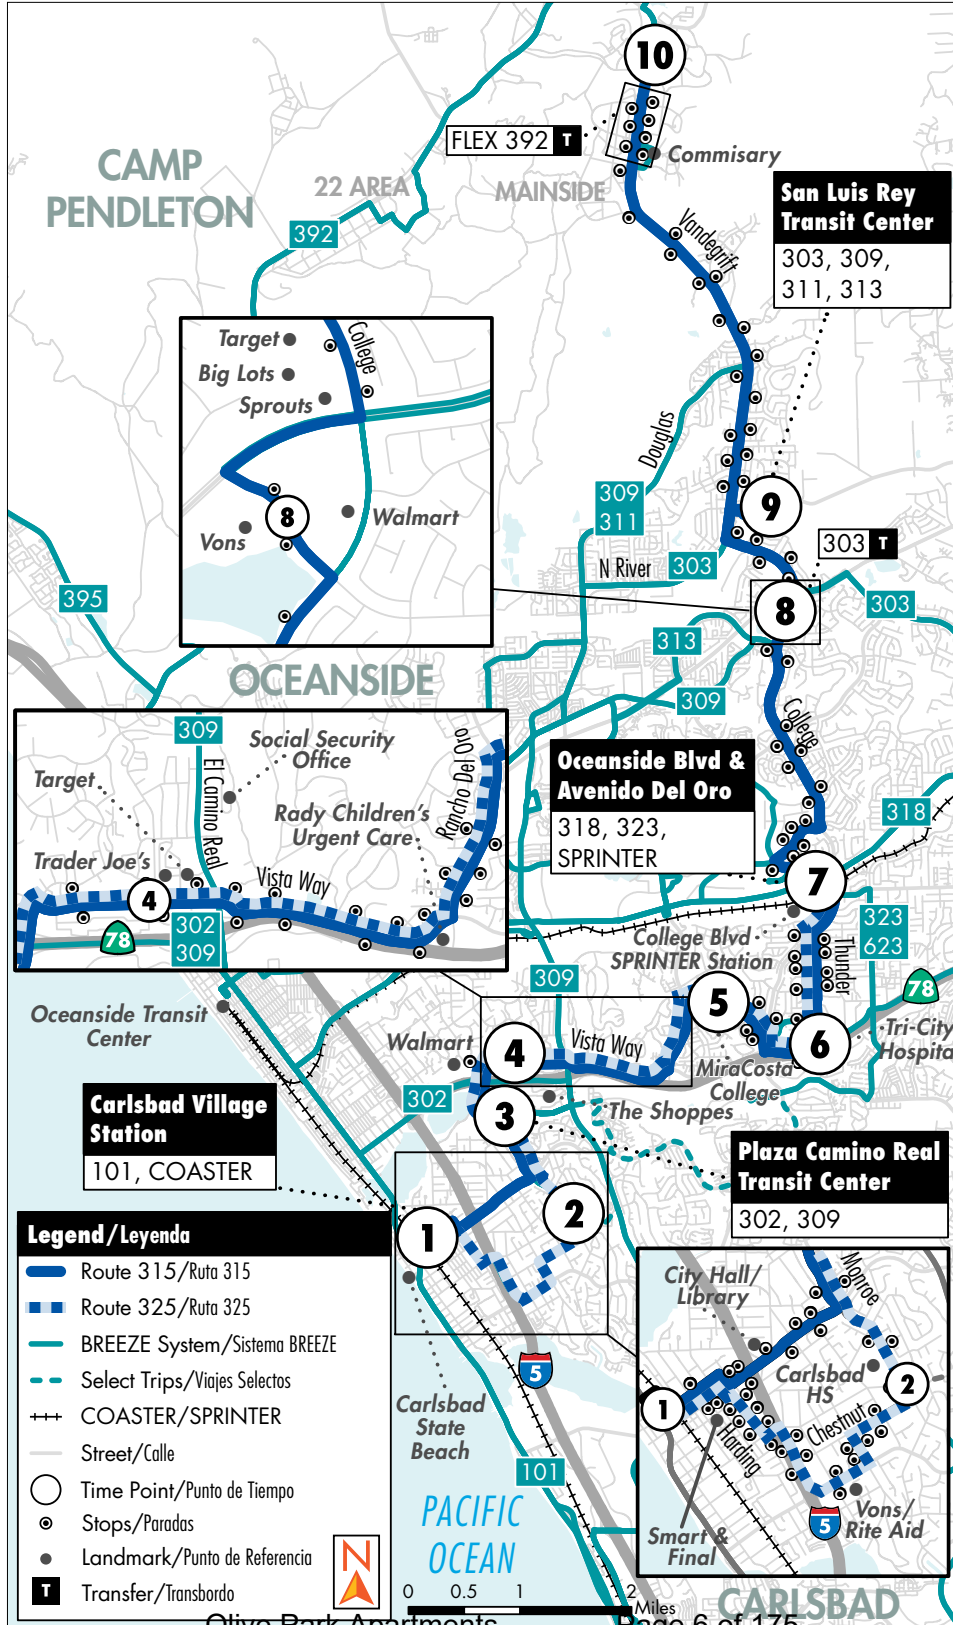 10
FLEX 392 T
Commisary
CAMP
PENDLETON
22 AREA
MAINSIDE
392
Vandegrift
San Luis Rey
Transit Center
303, 309,
311, 313
Target
Big Lots
Sprouts
College
8
Walmart
Vons
Douglas
309
311
9
303 T
N River
303
8
303
395
313
OCEANSIDE
309
College
309
Social Security
Office
Target
El Camino Real
Rancho Del Oro
Rady Children's
Urgent Care
Trader Joe's
Vista Way
4
302
309
78
Oceanside Blvd &
Avenido Del Oro
318, 323,
SPRINTER
318
7
323
623
College Blvd
SPRINTER Station
Thunder
309
78
Oceanside Transit
Center
5
Walmart
4
Vista Way
6
Tri-City
Hospita
MiraCosta
College
302
3
The Shoppes
Carlsbad Village
Station
101, COASTER
Plaza Camino Real
Transit Center
302, 309
1
2
Legend/Leyenda
Route 315/Ruta 315
Route 325/Ruta 325
BREEZE System/Sistema BREEZE
Select Trips/Viajes Selectos
COASTER/SPRINTER
Street/Calle
Time Point/Punto de Tiempo
Stops/Paradas
Landmark/Punto de Referencia
T Transfer/Transbordo
N
5
Carlsbad
State
Beach
101
PACIFIC
OCEAN
0 0.5 1 2
Miles
City Hall/
Library
Monroe
Carlsbad
HS
2
1
Harding
Chestnut
Smart &
Final
5
Vons/
Rite Aid
CARLSBAD
Olive Park Apartments
Page 6 of 175